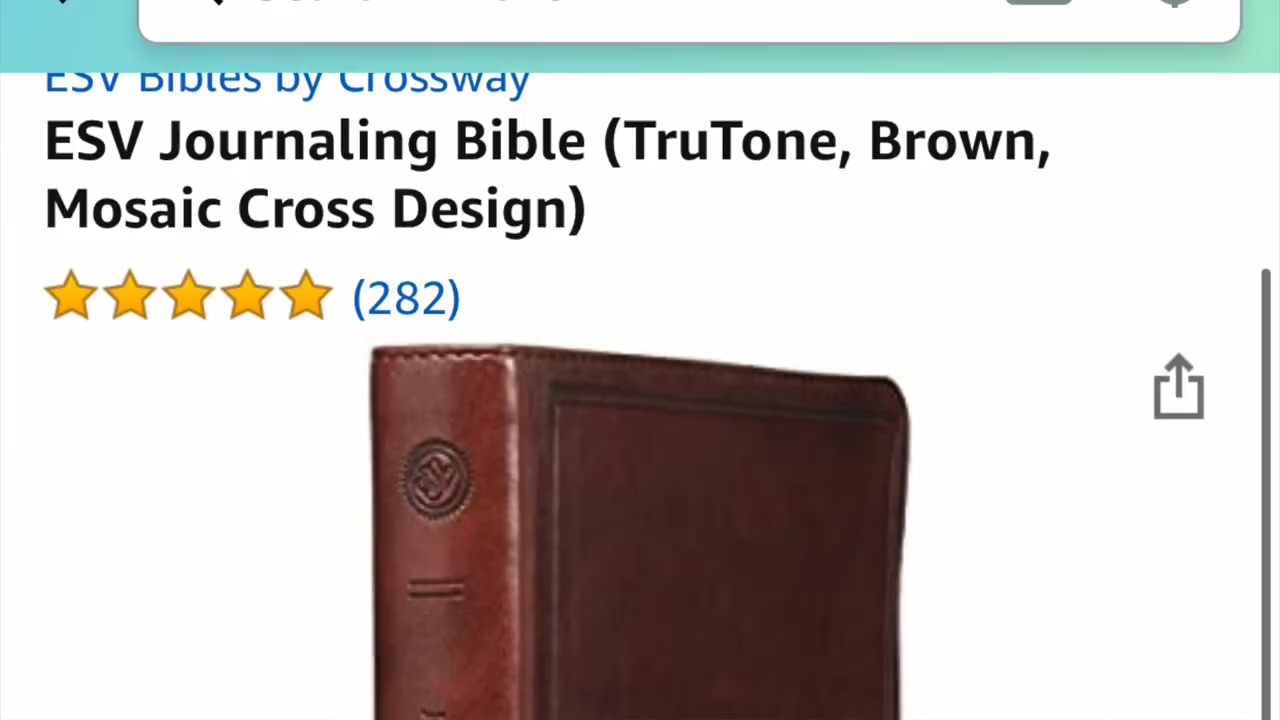 ESV Bibles by Crossway
ESV Journaling Bible (TruTone, Brown,
Mosaic Cross Design)
(282)